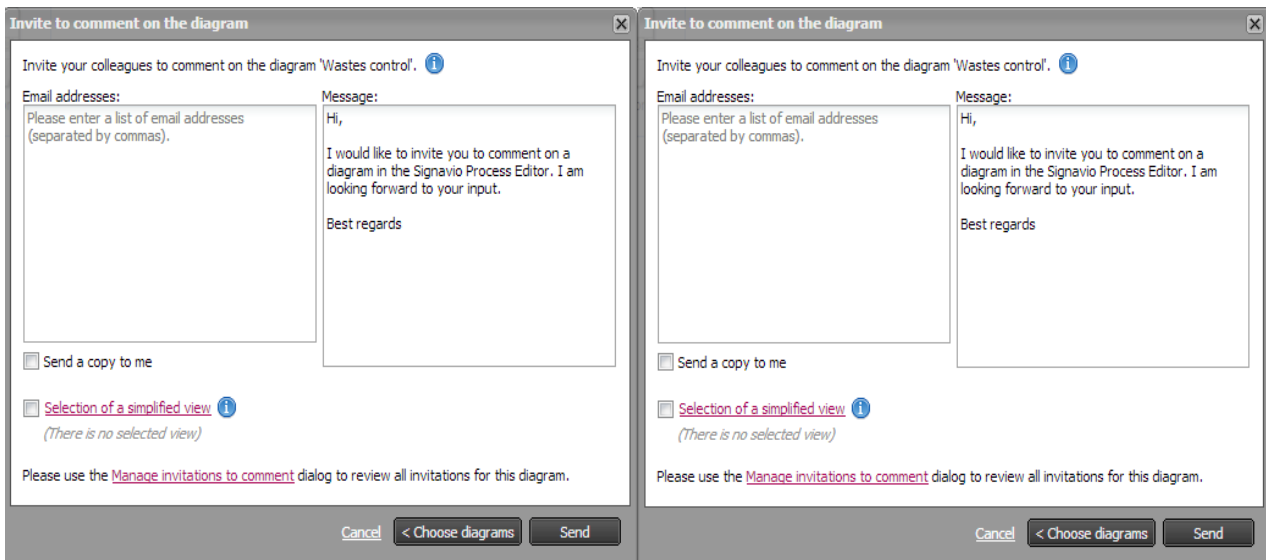 Invite to comment on the diagram
Invite your colleagues to comment on the diagram 'Wastes control'.
Email addresses:
Please enter a list of email addresses
(separated by commas).
Message:
Hi,
I would like to invite you to comment on a
diagram in the Signavio Process Editor. I am
looking forward to your input.
Best regards
Send a copy to me
Selection of a simplified view
(There is no selected view)
Please use the Manage invitations to comment dialog to review all invitations for this diagram.
Cancel
< Choose diagrams
Send
Invite to comment on the diagram
Invite your colleagues to comment on the diagram 'Wastes control'.
Email addresses:
Please enter a list of email addresses
(separated by commas).
Message:
Hi,
I would like to invite you to comment on a
diagram in the Signavio Process Editor. I am
looking forward to your input.
Best regards
Send a copy to me
Selection of a simplified view
(There is no selected view)
Please use the Manage invitations to comment dialog to review all invitations for this diagram.
Cancel
< Choose diagrams
Send